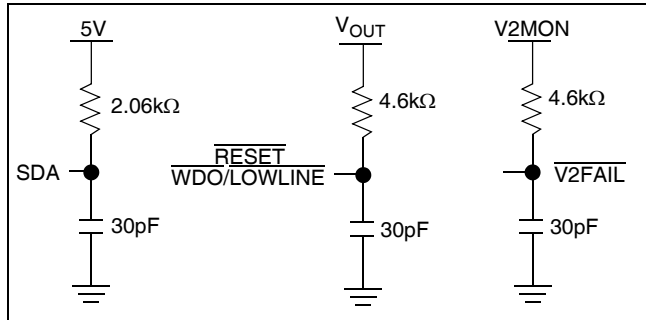 5V
2.06kΩ
SDA
30pF
VOUT
4.6kΩ
RESET
WDO/LOWLINE
30pF
V2MON
4.6kΩ
V2FAIL
30pF